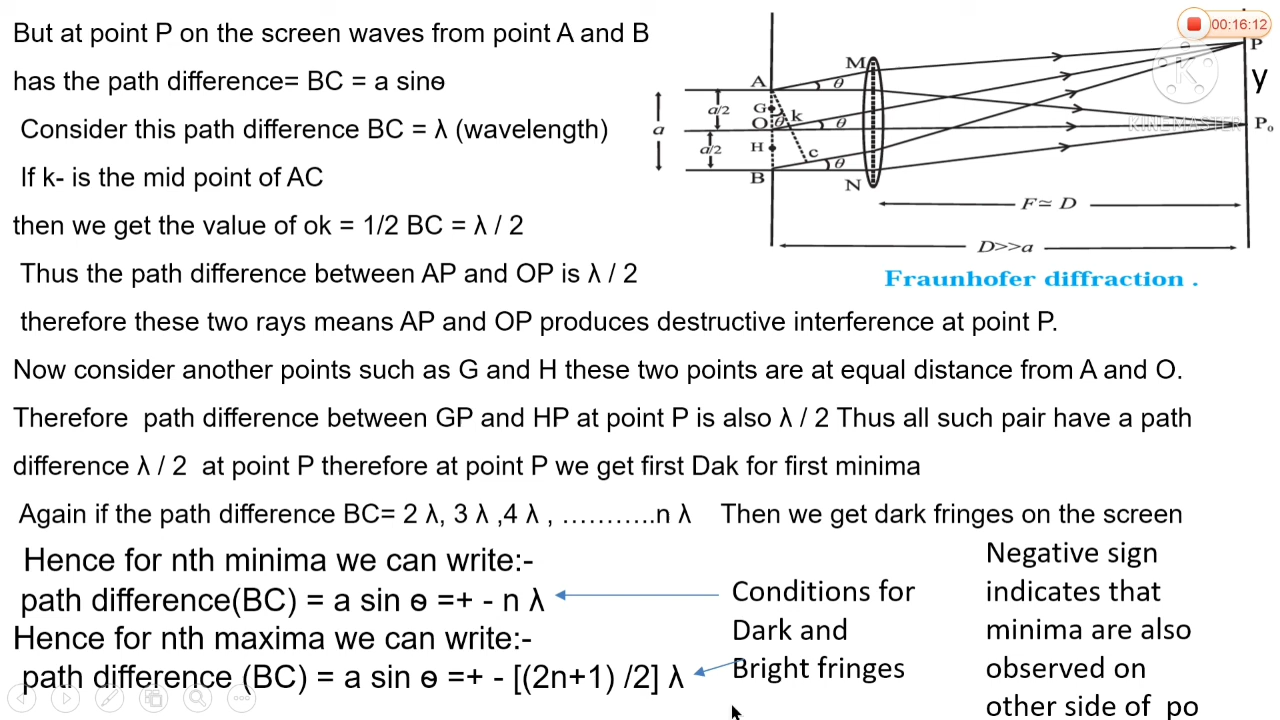 But at point P on the screen waves from point A and B
has the path difference= BC = a sinɵ
Consider this path difference BC = λ (wavelength)
If k- is the mid point of AC
then we get the value of ok = 1/2 BC = λ / 2
Thus the path difference between AP and OP is λ / 2
therefore these two rays means AP and OP produces destructive interference at point P.
Now consider another points such as G and H these two points are at equal distance from A and O.
Therefore path difference between GP and HP at point P is also λ / 2 Thus all such pair have a path
difference λ / 2 at point P therefore at point P we get first Dak for first minima
Again if the path difference BC= 2 λ, 3 λ ,4 λ , ………..n λ Then we get dark fringes on the screen
Hence for nth minima we can write:-
path difference(BC) = a sin ɵ =+ - n λ
Hence for nth maxima we can write:-
path difference (BC) = a sin ɵ =+ - [(2n+1) /2] λ
Conditions for
Dark and
Bright fringes
Negative sign
indicates that
minima are also
observed on
other side of po
00:16:12
P
y
K
KINEMASTER
P₀
M
A
θ
a/2
G
k
O
θ
θ
a
a/2
H
c
θ
B
N
F≃ D
D>>a
Fraunhofer diffraction .